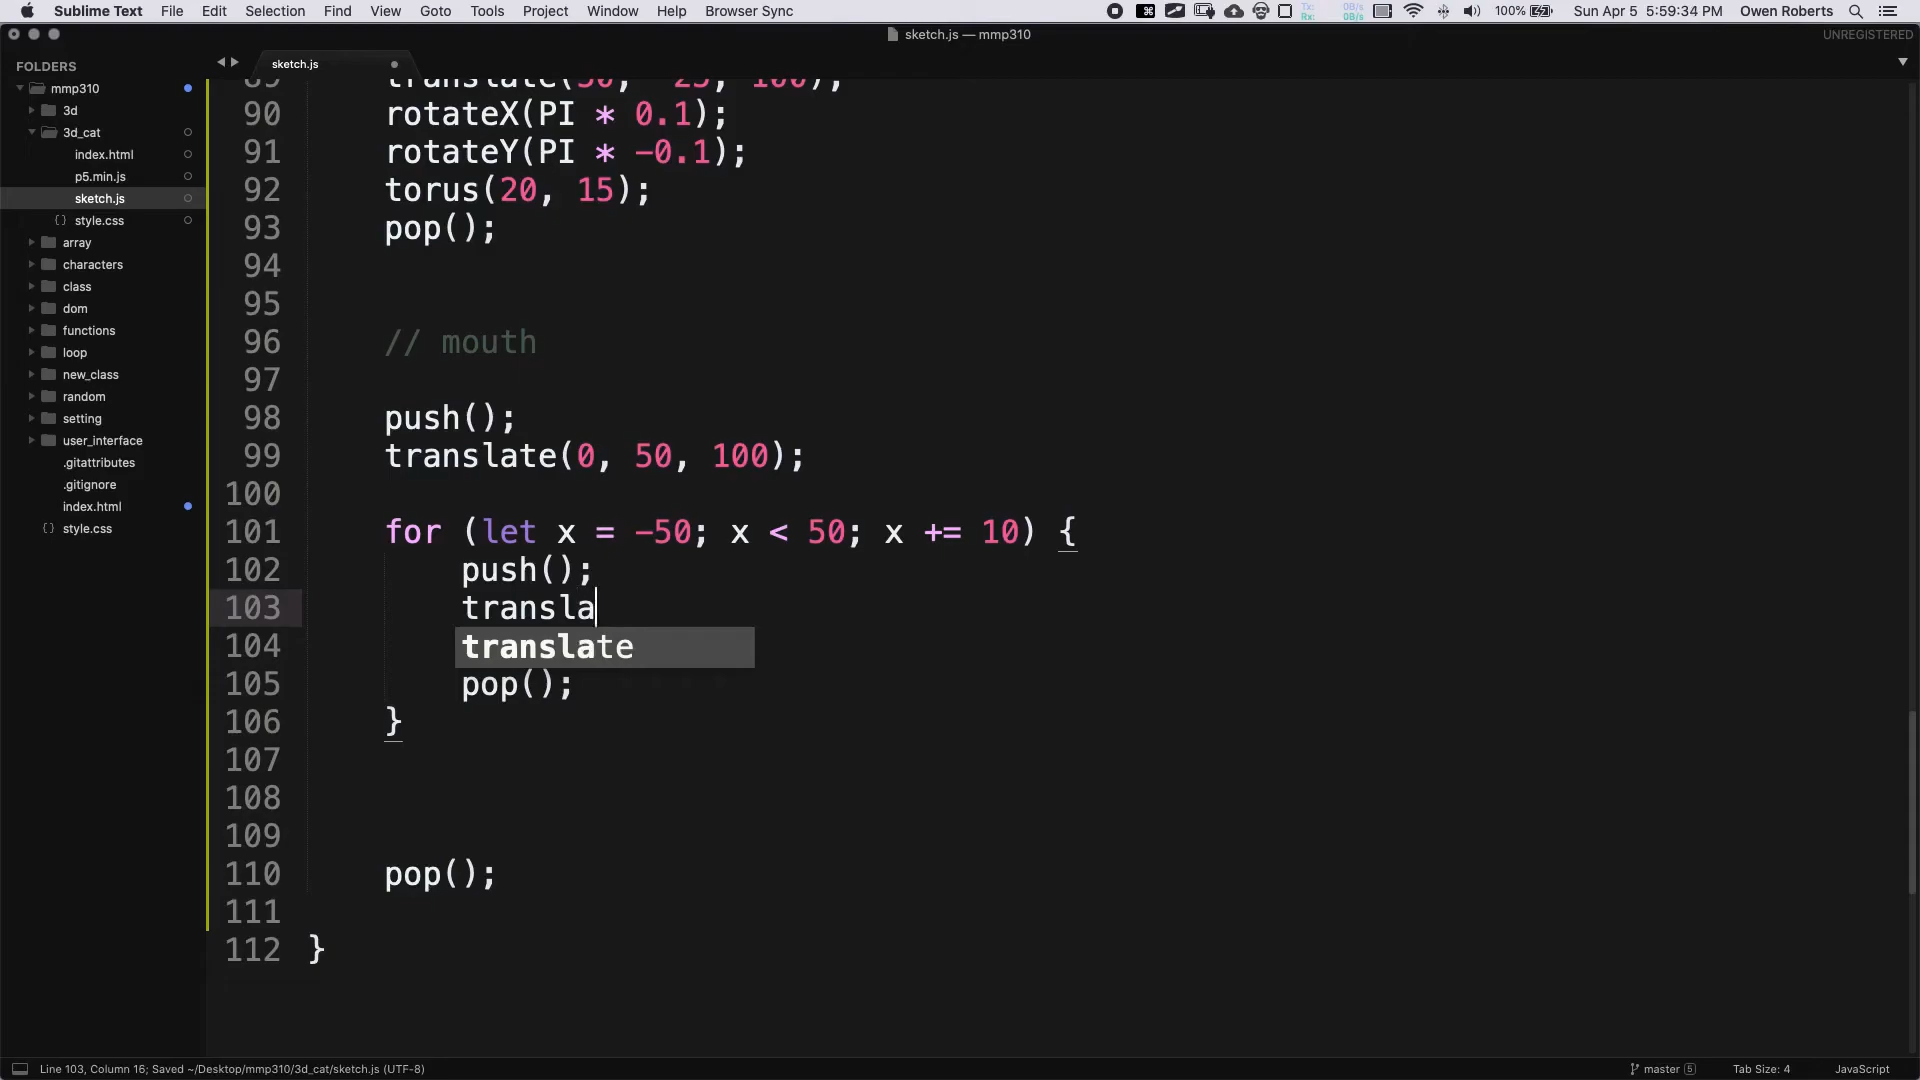 Sublime Text File Edit Selection Find View Goto Tools Project Window Help Browser Sync 100% Sun Apr 5 5:59:34 PM Owen Roberts
sketch.js — mmp310 UNREGISTERED
FOLDERS
sketch.js
mmp310
3d
3d_cat
index.html
p5.min.js
sketch.js
{} style.css
array
characters
class
dom
functions
loop
new_class
random
setting
user_interface
.gitattributes
.gitignore
index.html
{} style.css
90 rotateX(PI * 0.1);
91 rotateY(PI * -0.1);
92 torus(20, 15);
93 pop();
94
95
96 // mouth
97
98 push();
99 translate(0, 50, 100);
100
101 for (let x = -50; x < 50; x += 10) {
102 push();
103 transla
104 translate
105 pop();
106 }
107
108
109
110 pop();
111
112 }
Line 103, Column 16; Saved ~/Desktop/mmp310/3d_cat/sketch.js (UTF-8) master 5 Tab Size: 4 JavaScript